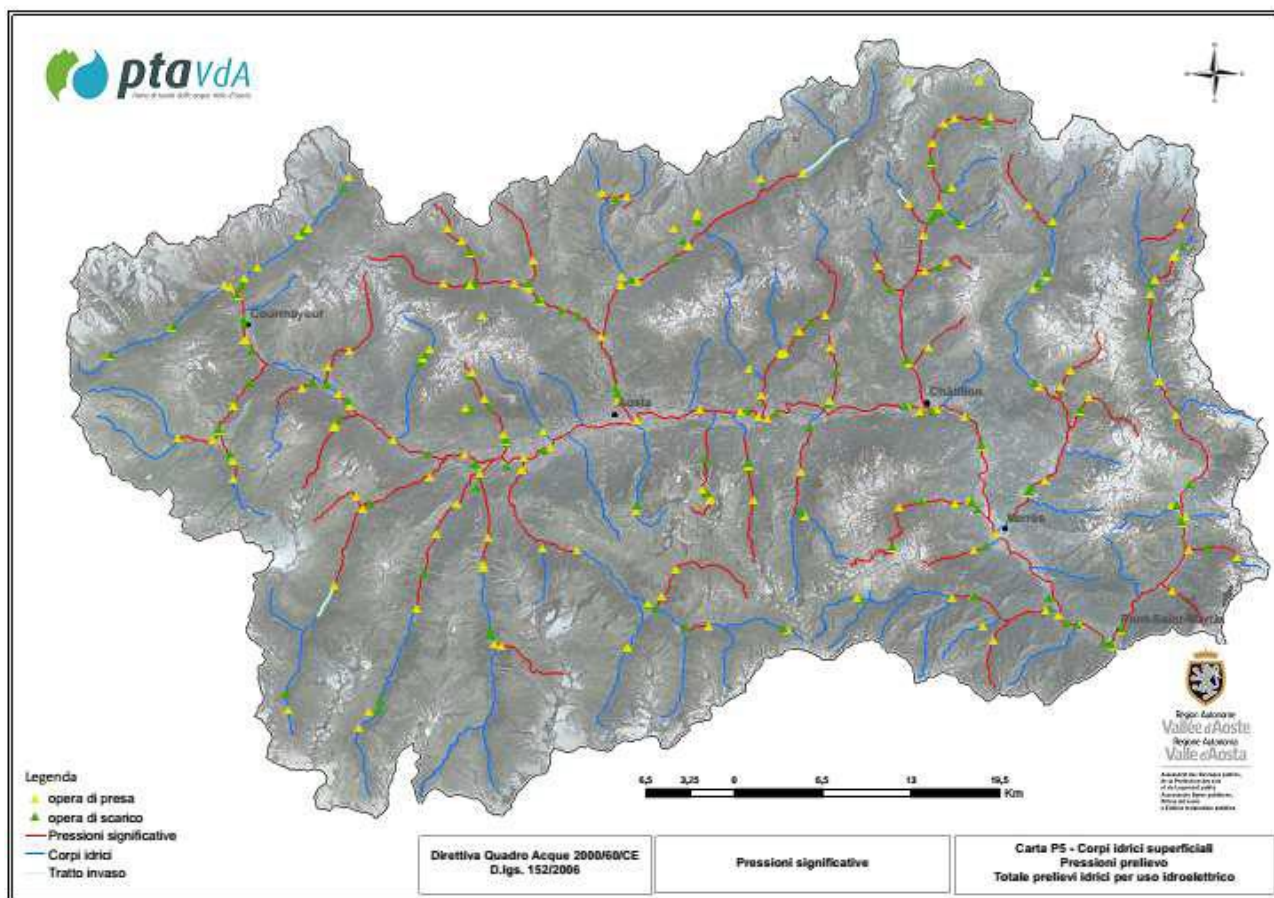 ptaVdA
Courmayeur
Aosta
Châtillon
Verrès
Pont-Saint-Martin
Region Autonome
Vallée d'Aoste
Regione Autonoma
Valle d'Aosta
Legenda
opera di presa
opera di scarico
Pressioni significative
Corpi idrici
Tratto invaso
6,5 3,25 0 6,5 13 19,5
Km
Direttiva Quadro Acque 2000/60/CE
D.lgs. 152/2006
Pressioni significative
Carta P5 - Corpi idrici superficiali
Pressioni prelievo
Totale prelievi idrici per uso idroelettrico